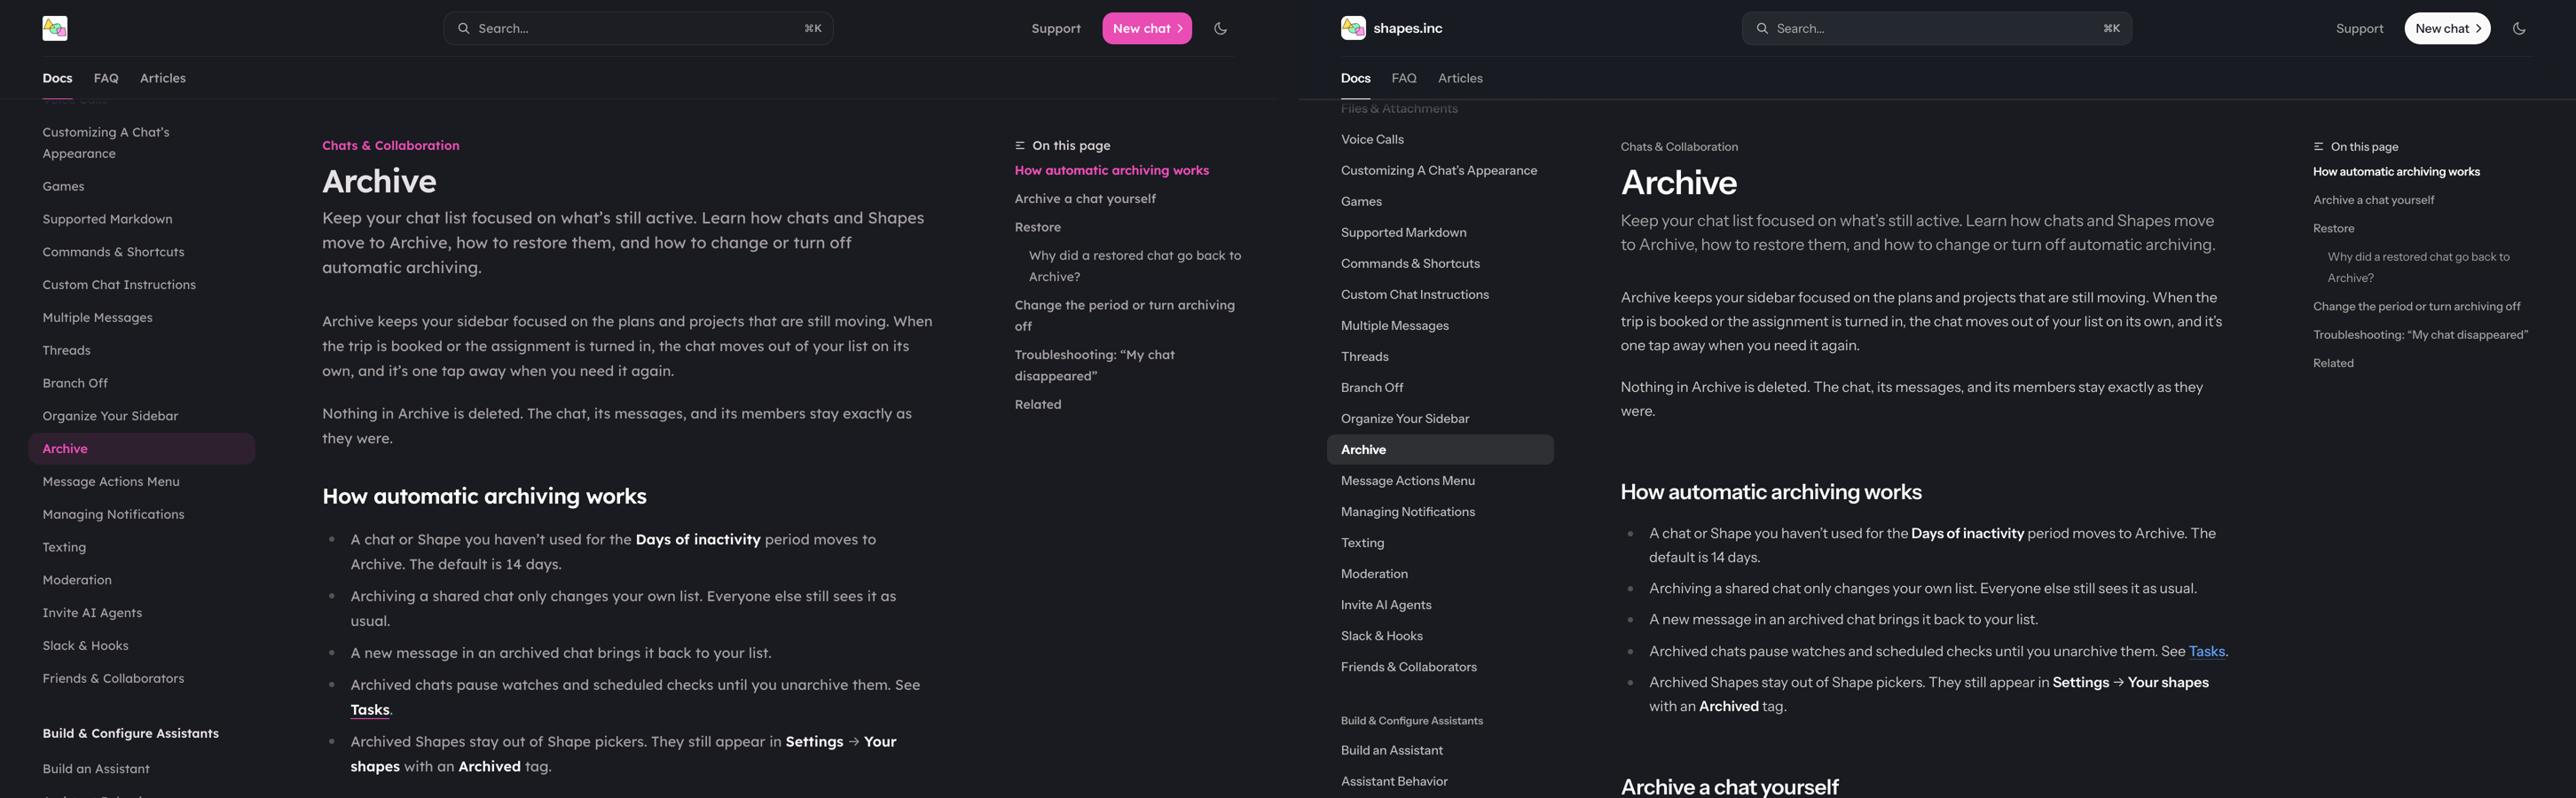 Search...
⌘K
Support
New chat
Docs
FAQ
Articles
Customizing A Chat's
Appearance
Games
Supported Markdown
Commands & Shortcuts
Custom Chat Instructions
Multiple Messages
Threads
Branch Off
Organize Your Sidebar
Archive
Message Actions Menu
Managing Notifications
Texting
Moderation
Invite AI Agents
Slack & Hooks
Friends & Collaborators
Build & Configure Assistants
Build an Assistant
Chats & Collaboration
Archive
Keep your chat list focused on what's still active. Learn how chats and Shapes
move to Archive, how to restore them, and how to change or turn off
automatic archiving.
Archive keeps your sidebar focused on the plans and projects that are still moving. When
the trip is booked or the assignment is turned in, the chat moves out of your list on its
own, and it's one tap away when you need it again.
Nothing in Archive is deleted. The chat, its messages, and its members stay exactly as
they were.
How automatic archiving works
• A chat or Shape you haven't used for the Days of inactivity period moves to
Archive. The default is 14 days.
• Archiving a shared chat only changes your own list. Everyone else still sees it as
usual.
• A new message in an archived chat brings it back to your list.
• Archived chats pause watches and scheduled checks until you unarchive them. See
Tasks.
• Archived Shapes stay out of Shape pickers. They still appear in Settings → Your
shapes with an Archived tag.
On this page
How automatic archiving works
Archive a chat yourself
Restore
Why did a restored chat go back to
Archive?
Change the period or turn archiving
off
Troubleshooting: “My chat
disappeared”
Related
shapes.inc
Search...
⌘K
Support
New chat
Docs
FAQ
Articles
Files & Attachments
Voice Calls
Customizing A Chat's Appearance
Games
Supported Markdown
Commands & Shortcuts
Custom Chat Instructions
Multiple Messages
Threads
Branch Off
Organize Your Sidebar
Archive
Message Actions Menu
Managing Notifications
Texting
Moderation
Invite AI Agents
Slack & Hooks
Friends & Collaborators
Build & Configure Assistants
Build an Assistant
Assistant Behavior
Chats & Collaboration
Archive
Keep your chat list focused on what's still active. Learn how chats and Shapes move
to Archive, how to restore them, and how to change or turn off automatic archiving.
Archive keeps your sidebar focused on the plans and projects that are still moving. When the
trip is booked or the assignment is turned in, the chat moves out of your list on its own, and it's
one tap away when you need it again.
Nothing in Archive is deleted. The chat, its messages, and its members stay exactly as they
were.
How automatic archiving works
• A chat or Shape you haven't used for the Days of inactivity period moves to Archive. The
default is 14 days.
• Archiving a shared chat only changes your own list. Everyone else still sees it as usual.
• A new message in an archived chat brings it back to your list.
• Archived chats pause watches and scheduled checks until you unarchive them. See Tasks.
• Archived Shapes stay out of Shape pickers. They still appear in Settings → Your shapes
with an Archived tag.
Archive a chat yourself
On this page
How automatic archiving works
Archive a chat yourself
Restore
Why did a restored chat go back to
Archive?
Change the period or turn archiving off
Troubleshooting: “My chat disappeared”
Related